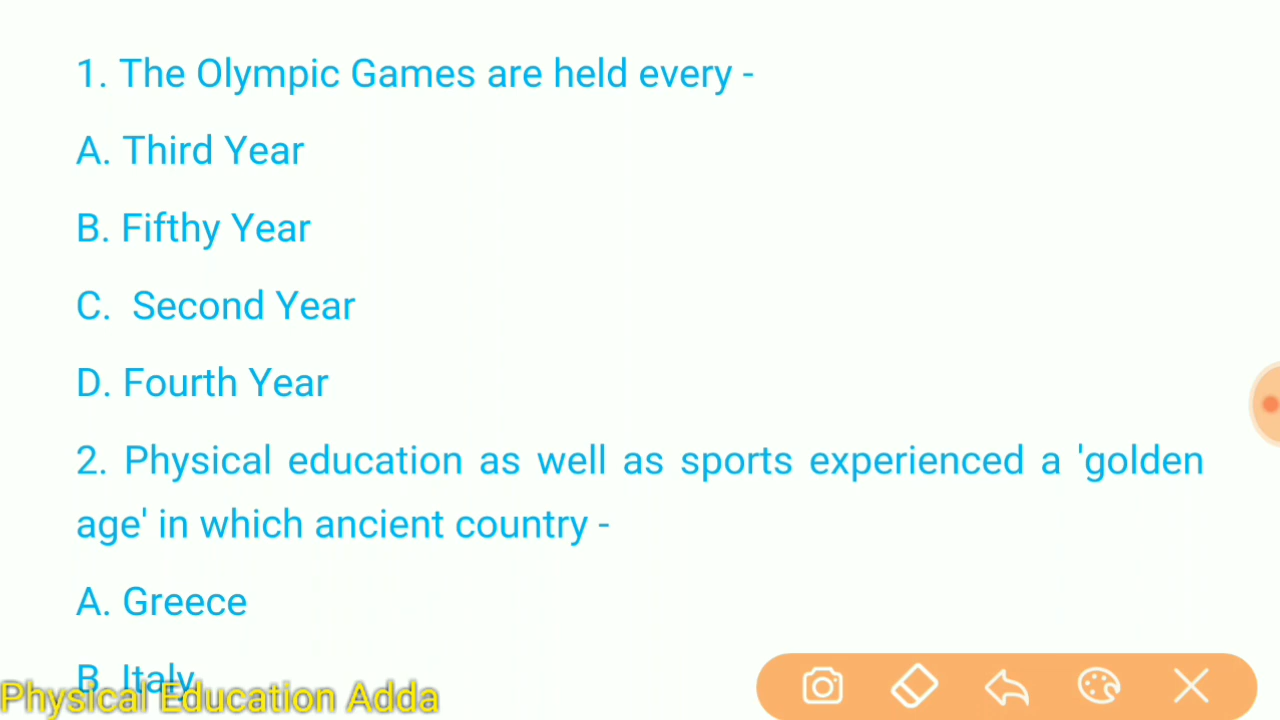 1. The Olympic Games are held every -
A. Third Year
B. Fifthy Year
C. Second Year
D. Fourth Year
2. Physical education as well as sports experienced a 'golden
age' in which ancient country -
A. Greece
B. Italy
Physical Education Adda